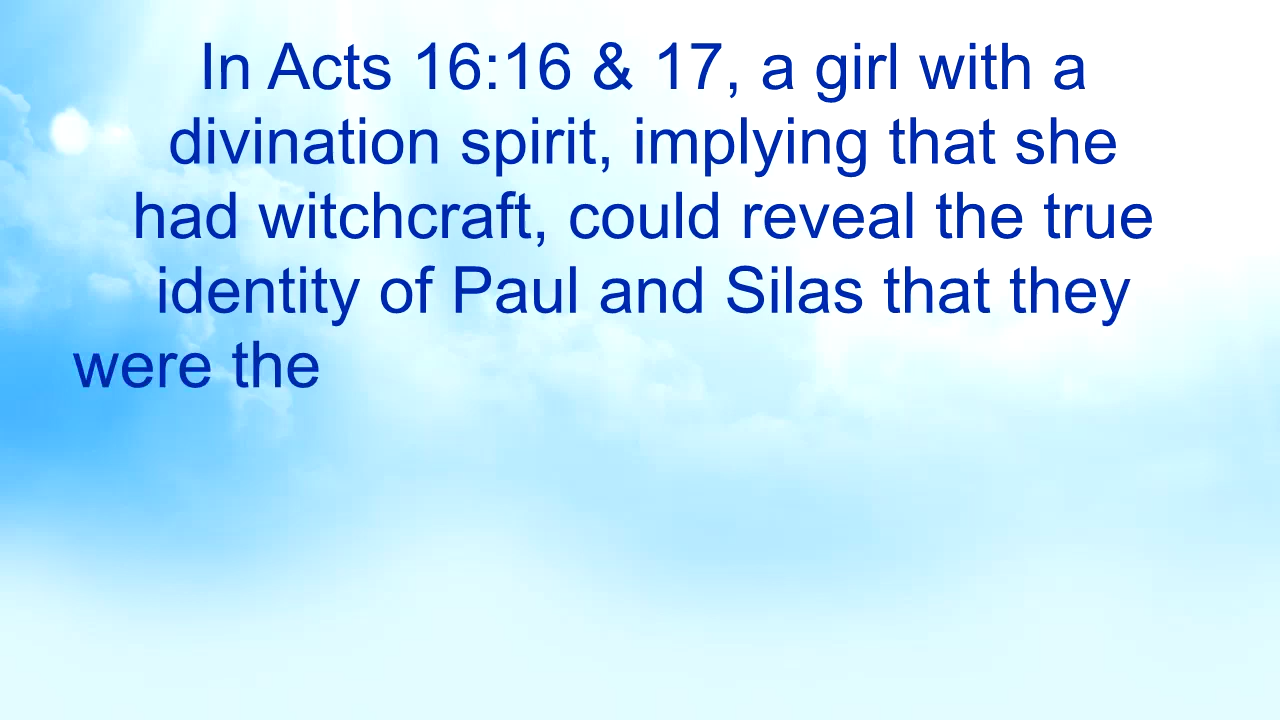 In Acts 16:16 & 17, a girl with a
divination spirit, implying that she
had witchcraft, could reveal the true
identity of Paul and Silas that they
were the